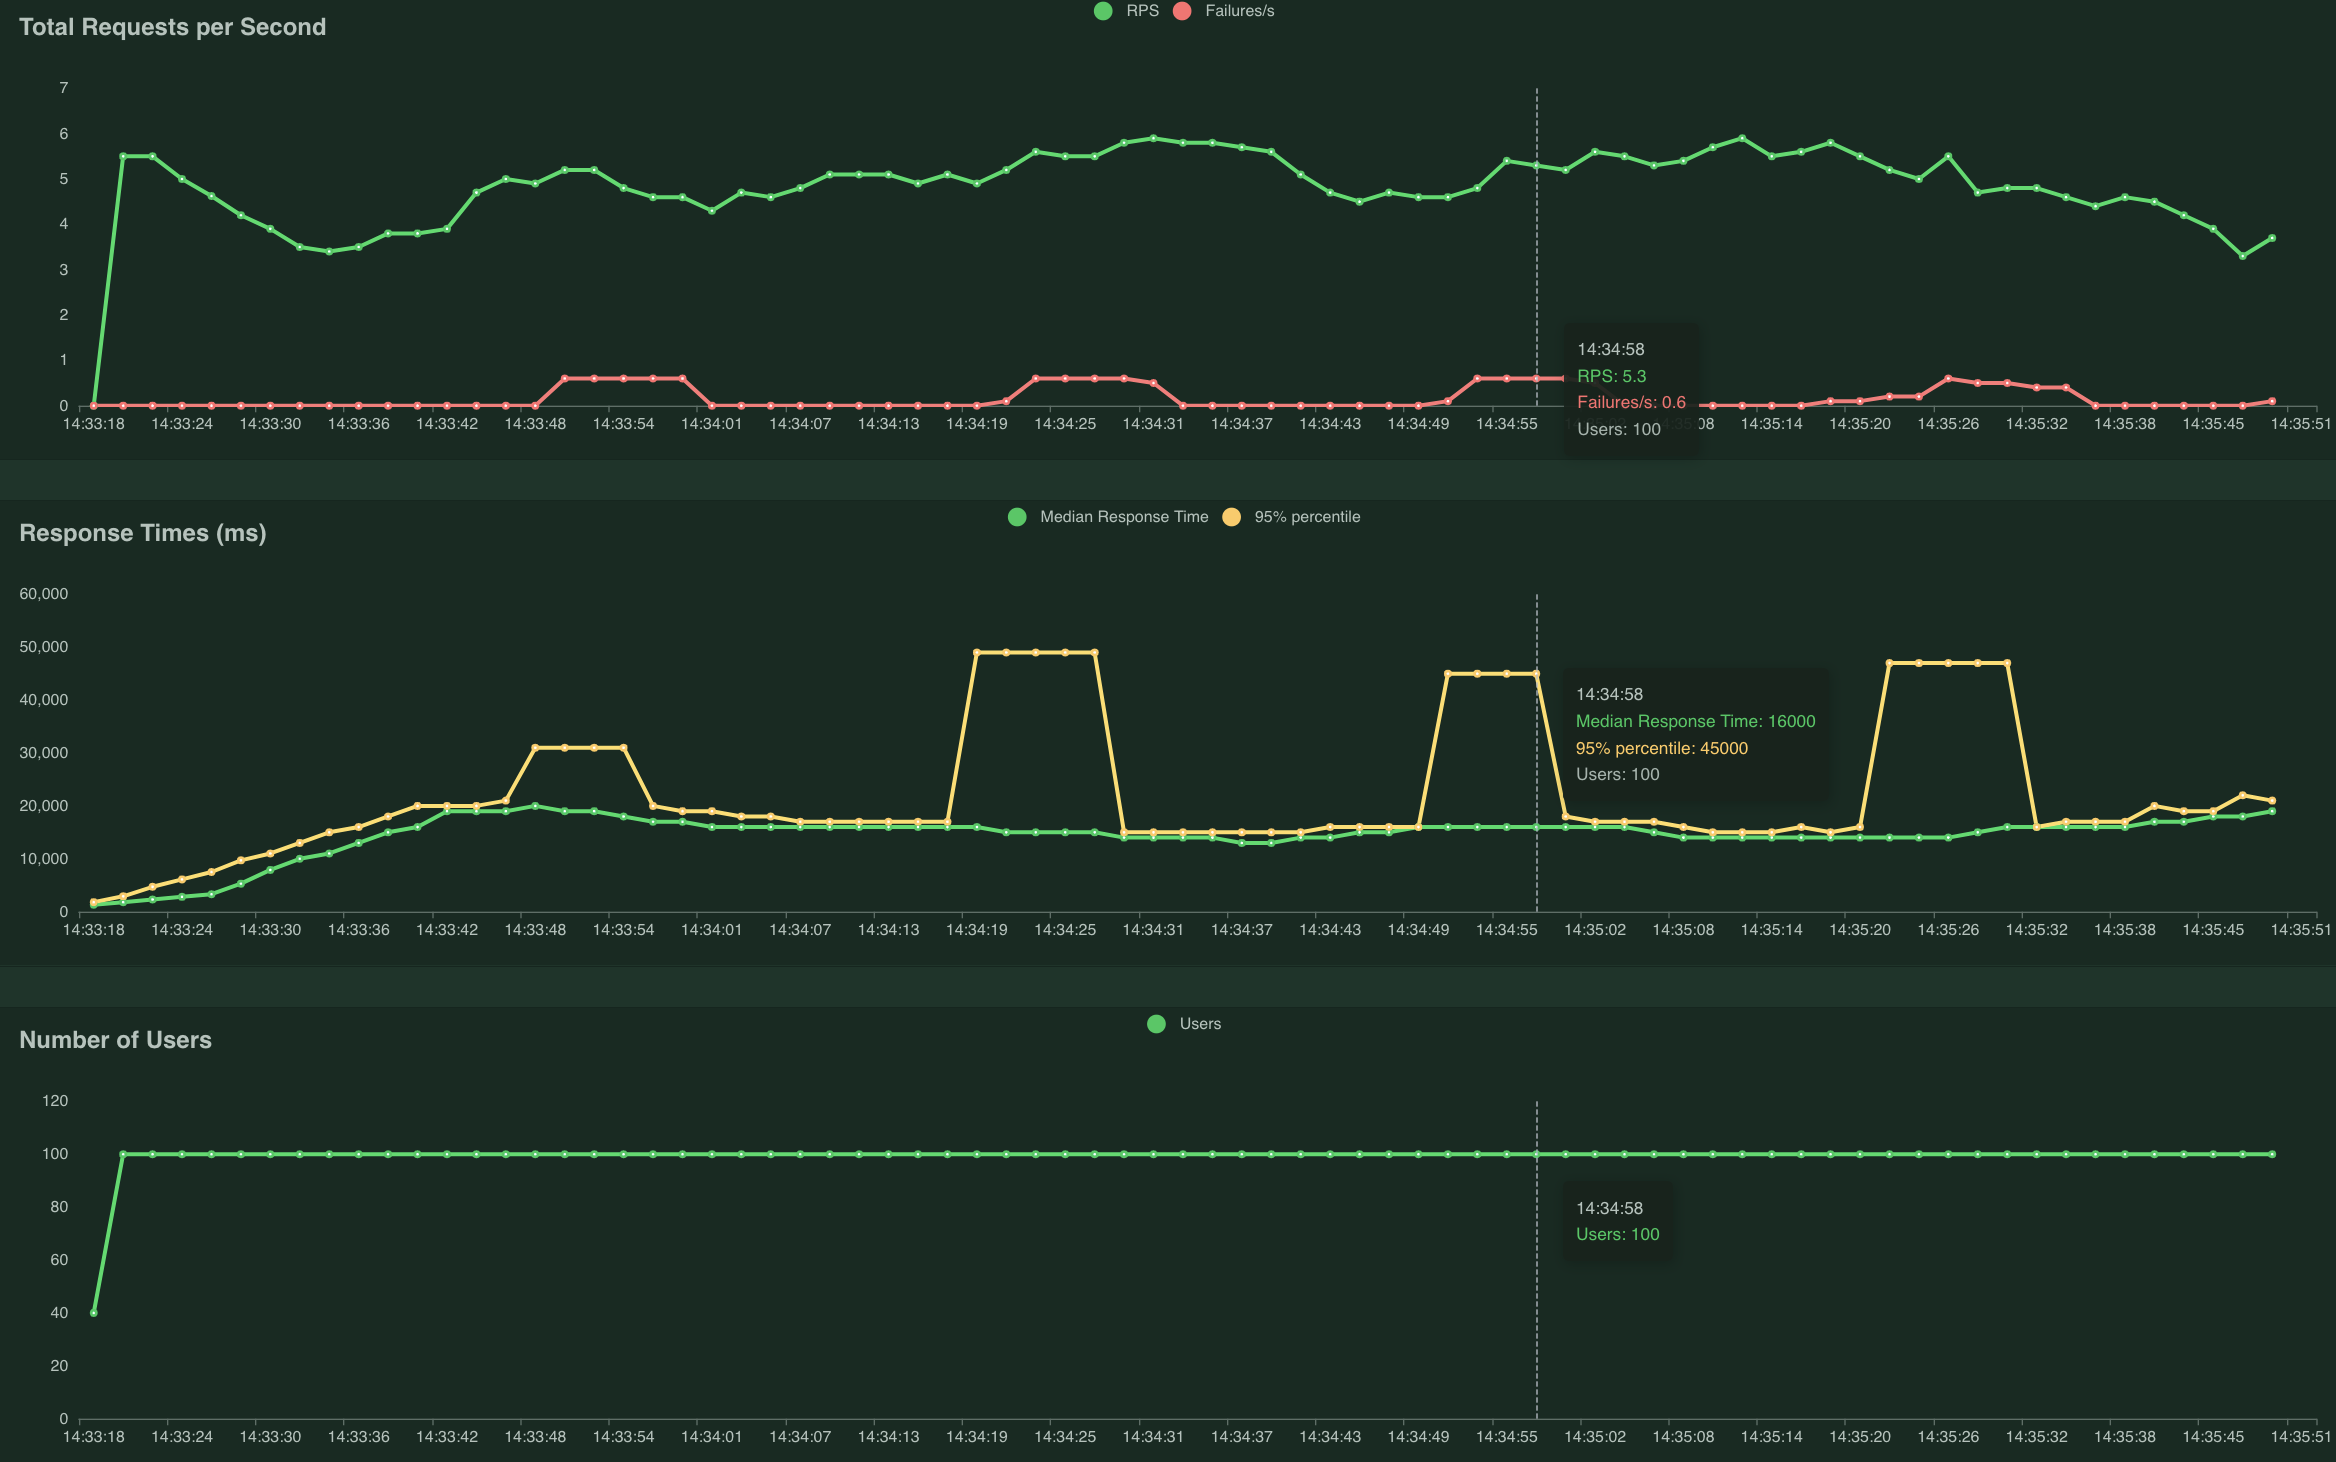 Total Requests per Second
RPS Failures/s
7
6
5
4
3
2
1
0
14:34:58
RPS: 5.3
Failures/s: 0.6
Users: 100
14:33:18 14:33:24 14:33:30 14:33:36 14:33:42 14:33:48 14:33:54 14:34:01 14:34:07 14:34:13 14:34:19 14:34:25 14:34:31 14:34:37 14:34:43 14:34:49 14:34:55 14:35:14 14:35:20 14:35:26 14:35:32 14:35:38 14:35:45 14:35:51
Response Times (ms)
Median Response Time 95% percentile
60,000
50,000
40,000
30,000
20,000
10,000
0
14:34:58
Median Response Time: 16000
95% percentile: 45000
Users: 100
14:33:18 14:33:24 14:33:30 14:33:36 14:33:42 14:33:48 14:33:54 14:34:01 14:34:07 14:34:13 14:34:19 14:34:25 14:34:31 14:34:37 14:34:43 14:34:49 14:34:55 14:35:02 14:35:08 14:35:14 14:35:20 14:35:26 14:35:32 14:35:38 14:35:45 14:35:51
Number of Users
Users
120
100
80
60
40
20
0
14:34:58
Users: 100
14:33:18 14:33:24 14:33:30 14:33:36 14:33:42 14:33:48 14:33:54 14:34:01 14:34:07 14:34:13 14:34:19 14:34:25 14:34:31 14:34:37 14:34:43 14:34:49 14:34:55 14:35:02 14:35:08 14:35:14 14:35:20 14:35:26 14:35:32 14:35:38 14:35:45 14:35:51